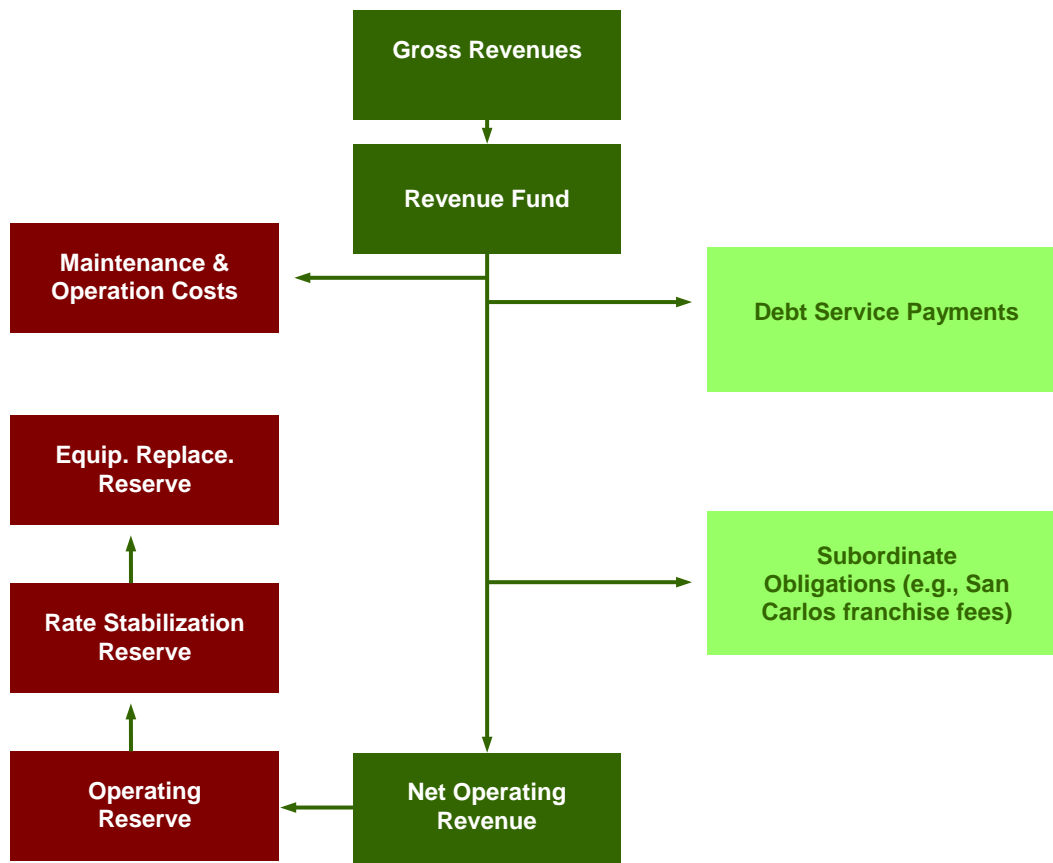 Gross Revenues
Revenue Fund
Maintenance &
Operation Costs
Debt Service Payments
Equip. Replace.
Reserve
Subordinate
Obligations (e.g., San
Carlos franchise fees)
Rate Stabilization
Reserve
Operating
Reserve
Net Operating
Revenue